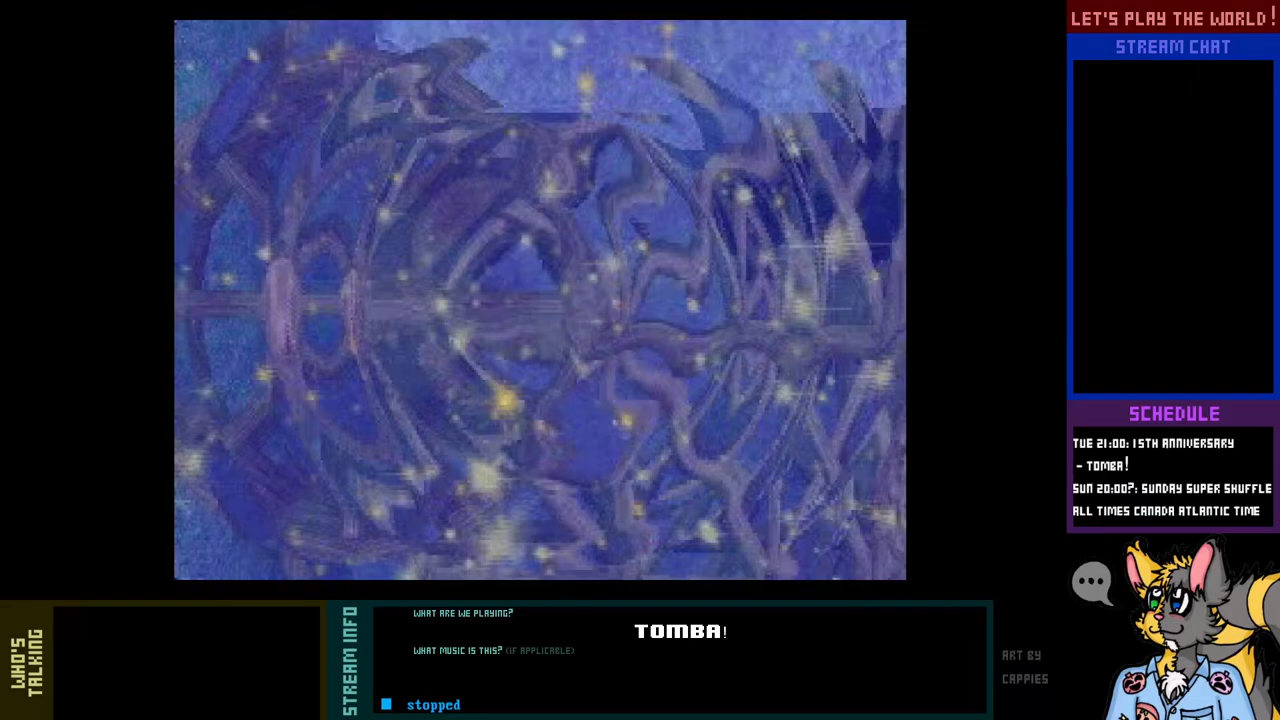 LET'S PLAY THE WORLD!
STREAM CHAT
SCHEDULE
TUE 21:00: 15TH ANNIVERSARY
- TOMBA!
SUN 20:00?: SUNDAY SUPER SHUFFLE
ALL TIMES CANADA ATLANTIC TIME
WHO'S
TALKING
STREAM INFO
WHAT ARE WE PLAYING?
TOMBA!
WHAT MUSIC IS THIS? (IF APPLICABLE)
stopped
ART BY
CAPPIES